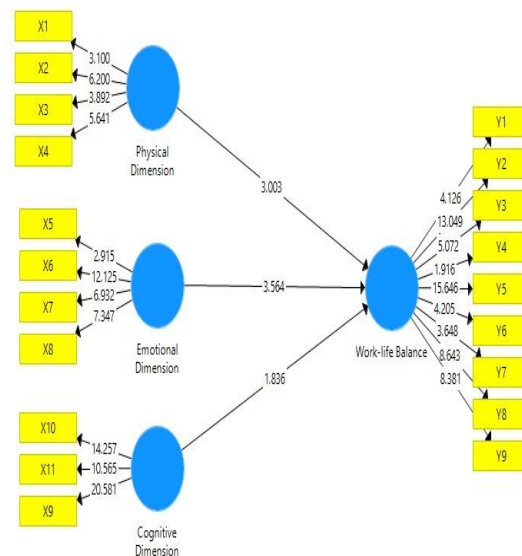 X1
X2
X3
X4
3.100
6.200
3.892
5.641
Physical
Dimension
3.003
X5
X6
X7
X8
2.915
12.125
6.932
7.347
Emotional
Dimension
3.564
X10
X11
X9
14.257
10.565
20.581
Cognitive
Dimension
1.836
Work-life Balance
4.126
13.049
5.072
1.916
15.646
4.205
3.648
8.643
8.381
Y1
Y2
Y3
Y4
Y5
Y6
Y7
Y8
Y9